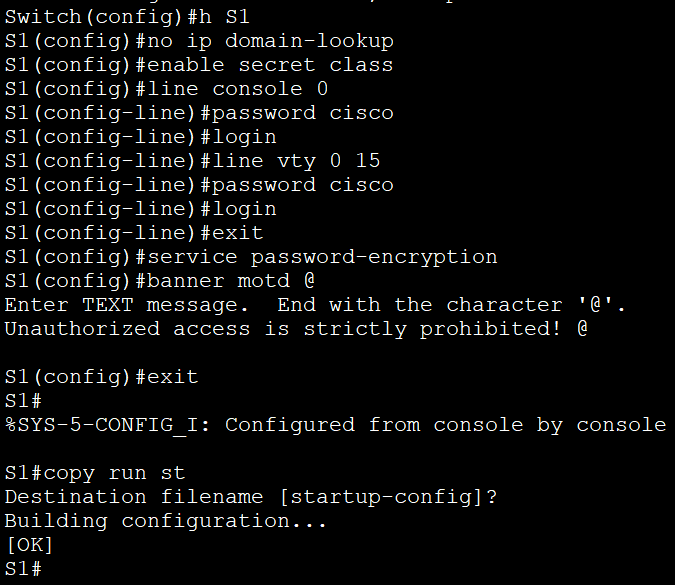 Switch(config)#h S1
S1(config)#no ip domain-lookup
S1(config)#enable secret class
S1(config)#line console 0
S1(config-line)#password cisco
S1(config-line)#login
S1(config-line)#line vty 0 15
S1(config-line)#password cisco
S1(config-line)#login
S1(config-line)#exit
S1(config)#service password-encryption
S1(config)#banner motd @
Enter TEXT message.  End with the character '@'.
Unauthorized access is strictly prohibited! @

S1(config)#exit
S1#
%SYS-5-CONFIG_I: Configured from console by console

S1#copy run st
Destination filename [startup-config]?
Building configuration...
[OK]
S1#